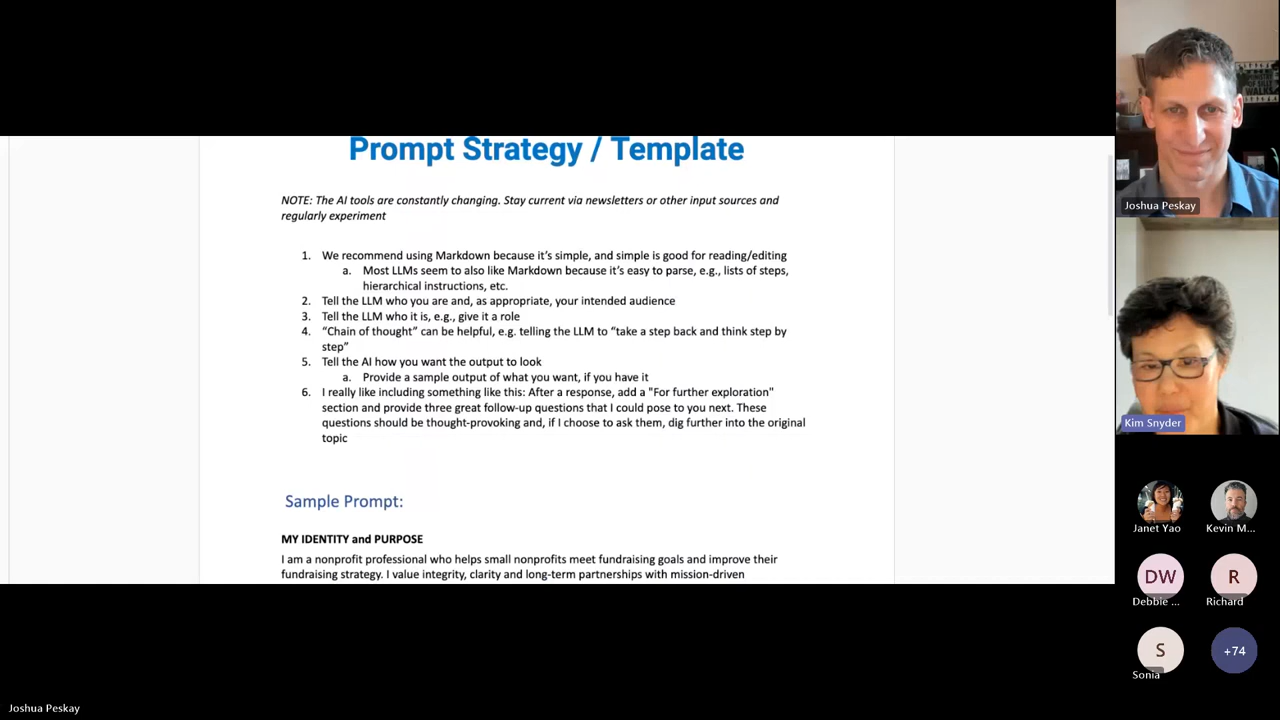 Prompt Strategy / Template
NOTE: The AI tools are constantly changing. Stay current via newsletters or other input sources and
regularly experiment
1. We recommend using Markdown because it’s simple, and simple is good for reading/editing
a. Most LLMs seem to also like Markdown because it’s easy to parse, e.g., lists of steps,
hierarchical instructions, etc.
2. Tell the LLM who you are and, as appropriate, your intended audience
3. Tell the LLM who it is, e.g., give it a role
4. “Chain of thought” can be helpful, e.g. telling the LLM to “take a step back and think step by
step”
5. Tell the AI how you want the output to look
a. Provide a sample output of what you want, if you have it
6. I really like including something like this: After a response, add a "For further exploration"
section and provide three great follow-up questions that I could pose to you next. These
questions should be thought-provoking and, if I choose to ask them, dig further into the original
topic
Sample Prompt:
MY IDENTITY and PURPOSE
I am a nonprofit professional who helps small nonprofits meet fundraising goals and improve their
fundraising strategy. I value integrity, clarity and long-term partnerships with mission-driven
Joshua Peskay
Kim Snyder
Janet Yao
Kevin M...
DW
Debbie ...
R
Richard
S
Sonia
+74
Joshua Peskay